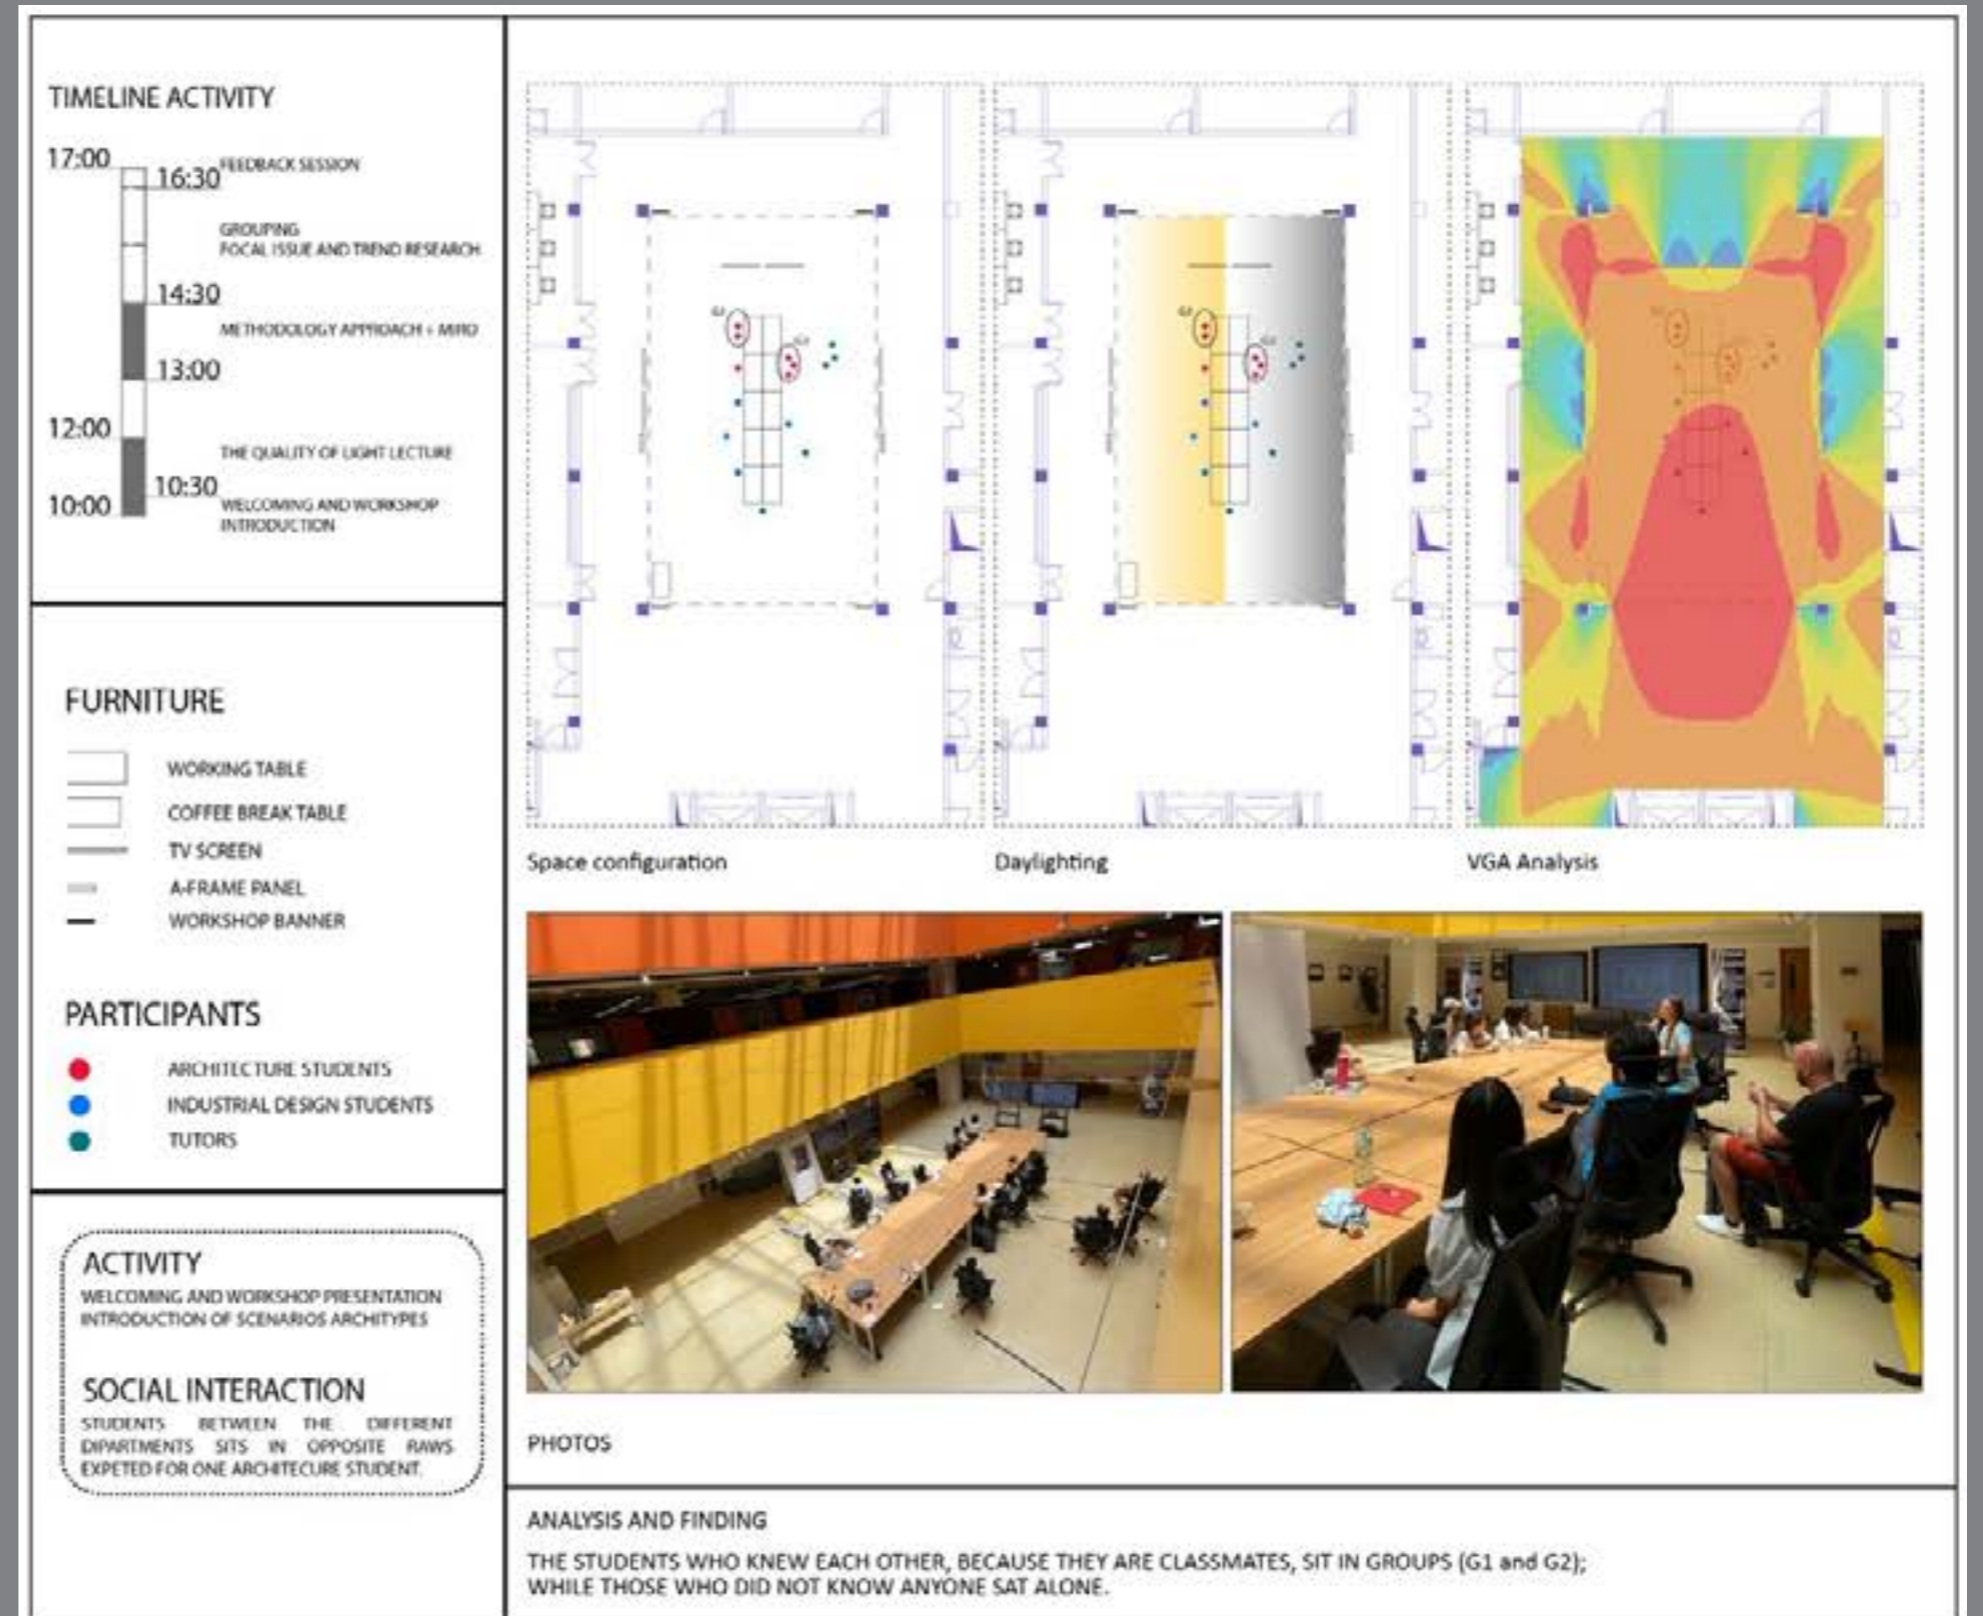 TIMELINE ACTIVITY
17:00
16:30
FEEDBACK SESSION
GROUPING
FOCAL ISSUE AND TREND RESEARCH
14:30
METHODOLOGY APPROACH + MIRO
13:00
12:00
THE QUALITY OF LIGHT LECTURE
10:30
10:00
WELCOMING AND WORKSHOP
INTRODUCTION
FURNITURE
WORKING TABLE
COFFEE BREAK TABLE
TV SCREEN
A-FRAME PANEL
WORKSHOP BANNER
PARTICIPANTS
ARCHITECTURE STUDENTS
INDUSTRIAL DESIGN STUDENTS
TUTORS
ACTIVITY
WELCOMING AND WORKSHOP PRESENTATION
INTRODUCTION OF SCENARIOS ARCHITYPES
SOCIAL INTERACTION
STUDENTS BETWEEN THE DIFFERENT
DIPARTMENTS SITS IN OPPOSITE RAWS
EXPETED FOR ONE ARCHITECURE STUDENT.
Space configuration
Daylighting
VGA Analysis
PHOTOS
ANALYSIS AND FINDING
THE STUDENTS WHO KNEW EACH OTHER, BECAUSE THEY ARE CLASSMATES, SIT IN GROUPS (G1 and G2);
WHILE THOSE WHO DID NOT KNOW ANYONE SAT ALONE.